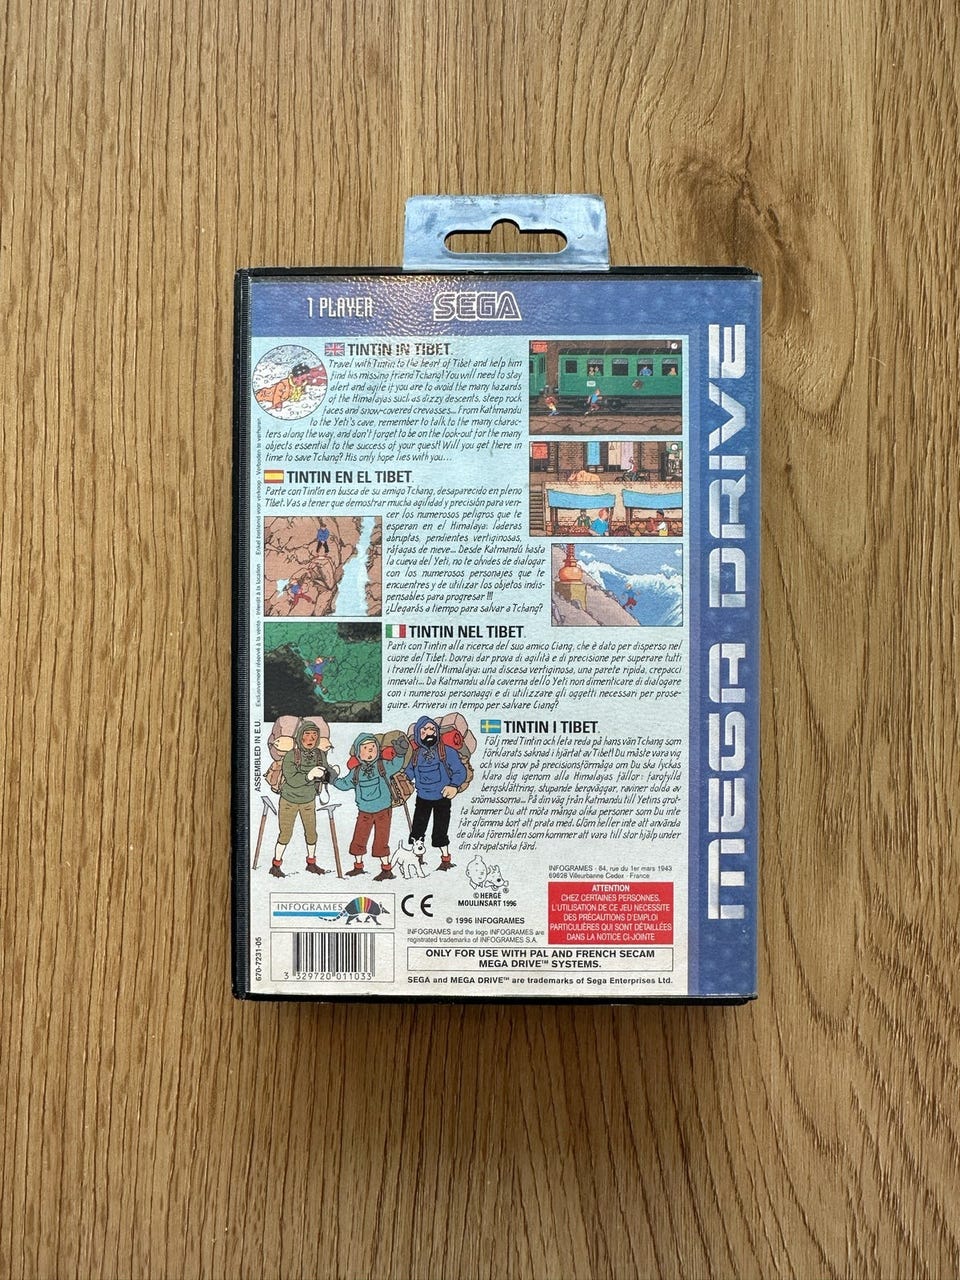 1 PLAYER
SEGA
TINTIN IN TIBET
Travel with Tintin to the heart of Tibet and help him
find his missing friend Tchang! You will need to stay
alert and agile if you are to avoid the many hazards
of the Himalayas such as dizzy descents, steep rock
faces and snow-covered crevasses... From Kathmandu
to the Yeti's cave, remember to talk to the many charac-
ters along the way, and don't forget to be on the look-out for the many
objects essential to the success of your quest! Will you get there in
time to save Tchang? His only hope lies with you...
TINTIN EN EL TIBET
Parte con Tintín en busca de su amigo Tchang, desaparecido en pleno
Tíbet. Vas a tener que demostrar mucha agilidad y precisión para ven-
cer los numerosos peligros que te
esperan en el Himalaya: laderas
abruptas, pendientes vertiginosas,
ráfagas de nieve... Desde Katmandú hasta
la cueva del Yeti, no te olvides de dialogar
con los numerosos personajes que te
encuentres y de utilizar los objetos indis-
pensables para progresar !!!
¿Llegarás a tiempo para salvar a Tchang?
TINTIN NEL TIBET
Parti con Tintin alla ricerca del suo amico Ciang, che è dato per disperso nel
cuore del Tibet. Dovrai dar prova di agilità e di precisione per superare tutti
i tranelli dell'Himalaya: una discesa vertiginosa, una parete ripida, crepacci
innevati... Da Katmandu alla caverna dello Yeti non dimenticare di dialogare
con i numerosi personaggi e di utilizzare gli oggetti necessari per prose-
guire. Arriverai in tempo per salvare Ciang?
TINTIN I TIBET
Följ med Tintin och leta reda på hans vän Tchang som
förklarats saknad i hjärtat av Tibet! Du måste vara vig
och visa prov på precisionsförmåga om Du ska lyckas
klara dig igenom alla Himalayas fällor: farofylld
bergsklättring, stupande bergväggar, raviner dolda av
snömassorna... På din väg från Katmandu till Yetins grot-
ta kommer Du att möta många olika personer som Du inte
får glömma bort att prata med. Glöm heller inte att använda
de olika föremålen som kommer att vara till stor hjälp under
din strapatsrika färd.
MEGA DRIVE
Exclusivement réservé à la vente - Interdit à la location
Enkel bestemd voor verkoop - Verboten te verhuren
ASSEMBLED IN E.U.
670-7231-05
INFOGRAMES - 84, rue du 1er mars 1943
69628 Villeurbanne Cedex - France
ATTENTION
CHEZ CERTAINES PERSONNES,
L'UTILISATION DE CE JEU NECESSITE
DES PRÉCAUTIONS D'EMPLOI
PARTICULIÈRES QUI SONT DÉTAILLÉES
DANS LA NOTICE CI-JOINTE
© HERGÉ
MOULINSART 1996
INFOGRAMES
CE
© 1996 INFOGRAMES
INFOGRAMES and the logo INFOGRAMES are
registrated trademarks of INFOGRAMES S.A.
ONLY FOR USE WITH PAL AND FRENCH SECAM
MEGA DRIVE™ SYSTEMS.
SEGA and MEGA DRIVE™ are trademarks of Sega Enterprises Ltd.
3 329720 011033